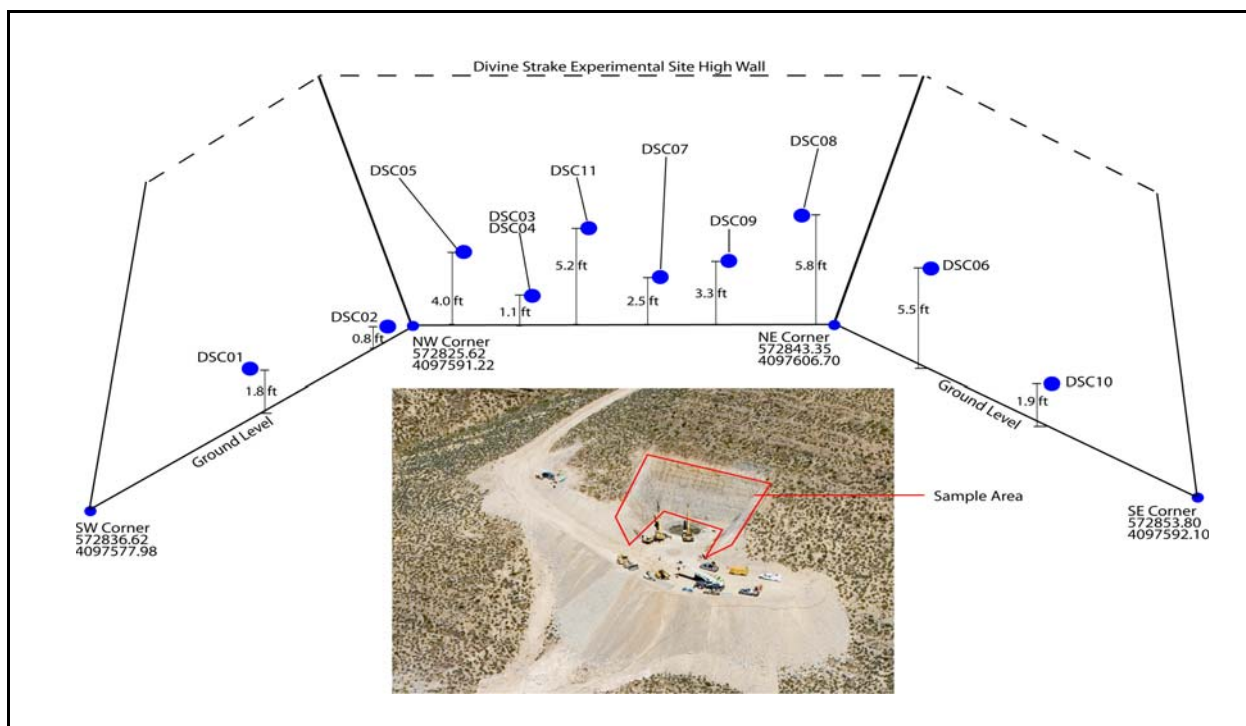 Divine Strake Experimental Site High Wall
DSC05
DSC03
DSC04
DSC11
DSC07
DSC09
DSC08
DSC06
DSC02
DSC01
DSC10
4.0 ft
1.1 ft
5.2 ft
2.5 ft
3.3 ft
5.8 ft
5.5 ft
0.8 ft
1.8 ft
1.9 ft
Ground Level
Ground Level
NW Corner
572825.62
4097591.22
NE Corner
572843.35
4097606.70
SW Corner
572836.62
4097577.98
SE Corner
572853.80
4097592.10
Sample Area